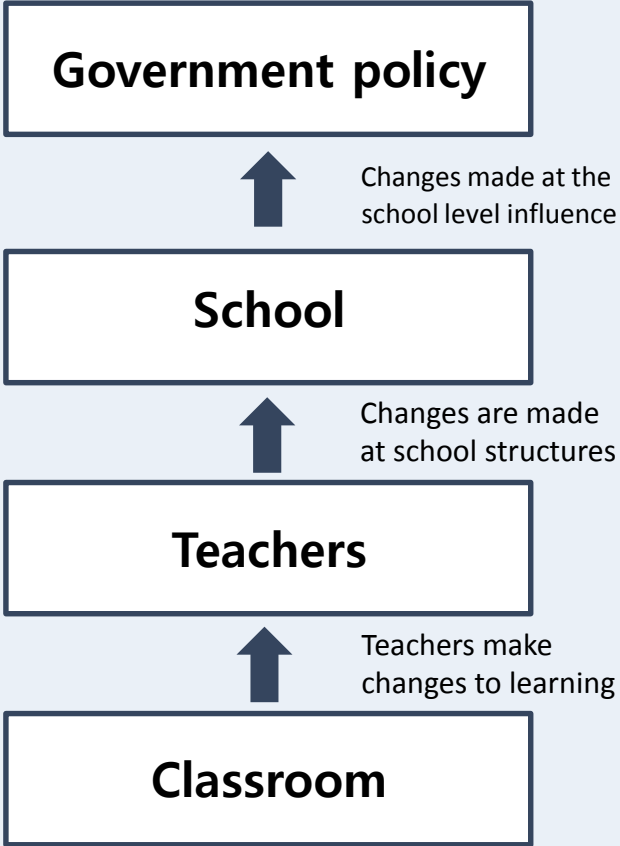 Government policy
Changes made at the
school level influence
School
Changes are made
at school structures
Teachers
Teachers make
changes to learning
Classroom